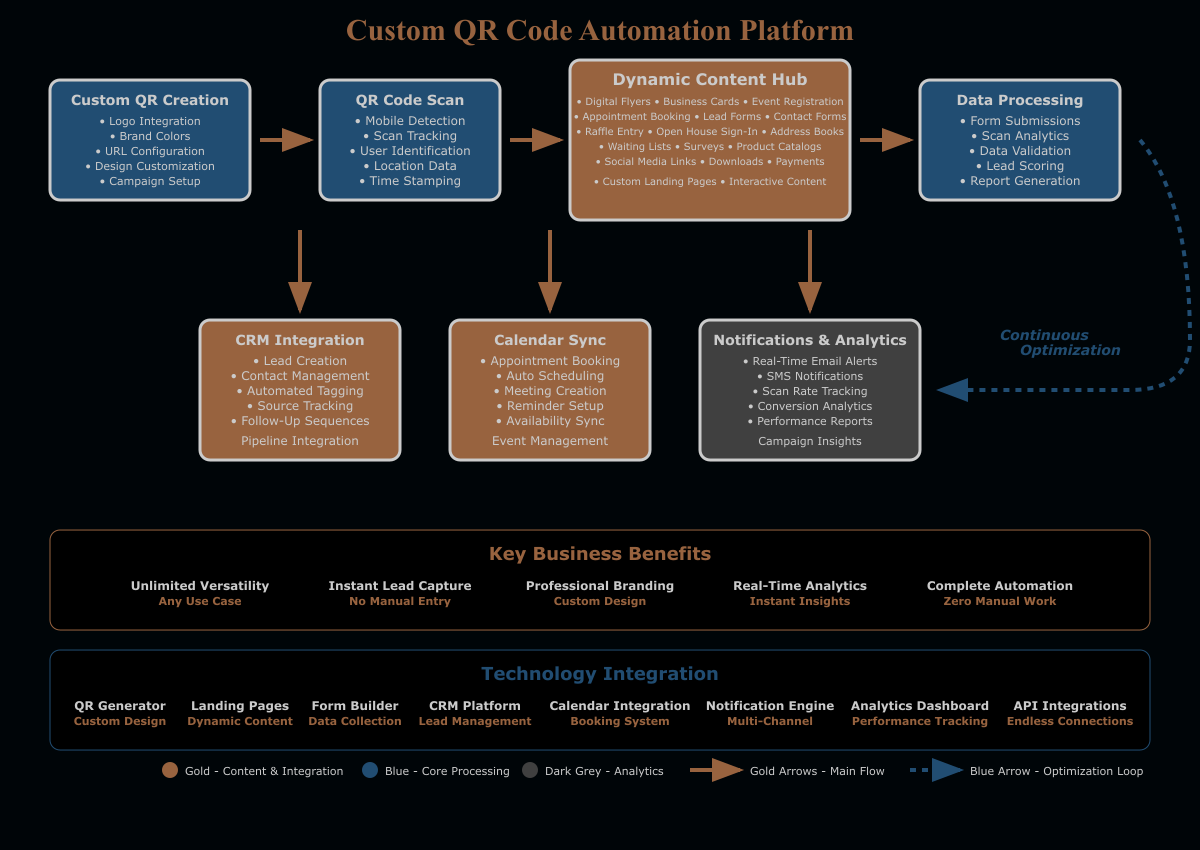 Custom QR Code Automation Platform
Custom QR Creation
• Logo Integration
• Brand Colors
• URL Configuration
• Design Customization
• Campaign Setup
QR Code Scan
• Mobile Detection
• Scan Tracking
• User Identification
• Location Data
• Time Stamping
Dynamic Content Hub
• Digital Flyers • Business Cards • Event Registration
• Appointment Booking • Lead Forms • Contact Forms
• Raffle Entry • Open House Sign-In • Address Books
• Waiting Lists • Surveys • Product Catalogs
• Social Media Links • Downloads • Payments
• Custom Landing Pages • Interactive Content
Data Processing
• Form Submissions
• Scan Analytics
• Data Validation
• Lead Scoring
• Report Generation
CRM Integration
• Lead Creation
• Contact Management
• Automated Tagging
• Source Tracking
• Follow-Up Sequences
Pipeline Integration
Calendar Sync
• Appointment Booking
• Auto Scheduling
• Meeting Creation
• Reminder Setup
• Availability Sync
Event Management
Notifications & Analytics
• Real-Time Email Alerts
• SMS Notifications
• Scan Rate Tracking
• Conversion Analytics
• Performance Reports
Campaign Insights
Continuous
Optimization
Key Business Benefits
Unlimited Versatility
Any Use Case
Instant Lead Capture
No Manual Entry
Professional Branding
Custom Design
Real-Time Analytics
Instant Insights
Complete Automation
Zero Manual Work
Technology Integration
QR Generator
Custom Design
Landing Pages
Dynamic Content
Form Builder
Data Collection
CRM Platform
Lead Management
Calendar Integration
Booking System
Notification Engine
Multi-Channel
Analytics Dashboard
Performance Tracking
API Integrations
Endless Connections
Gold - Content & Integration
Blue - Core Processing
Dark Grey - Analytics
Gold Arrows - Main Flow
Blue Arrow - Optimization Loop